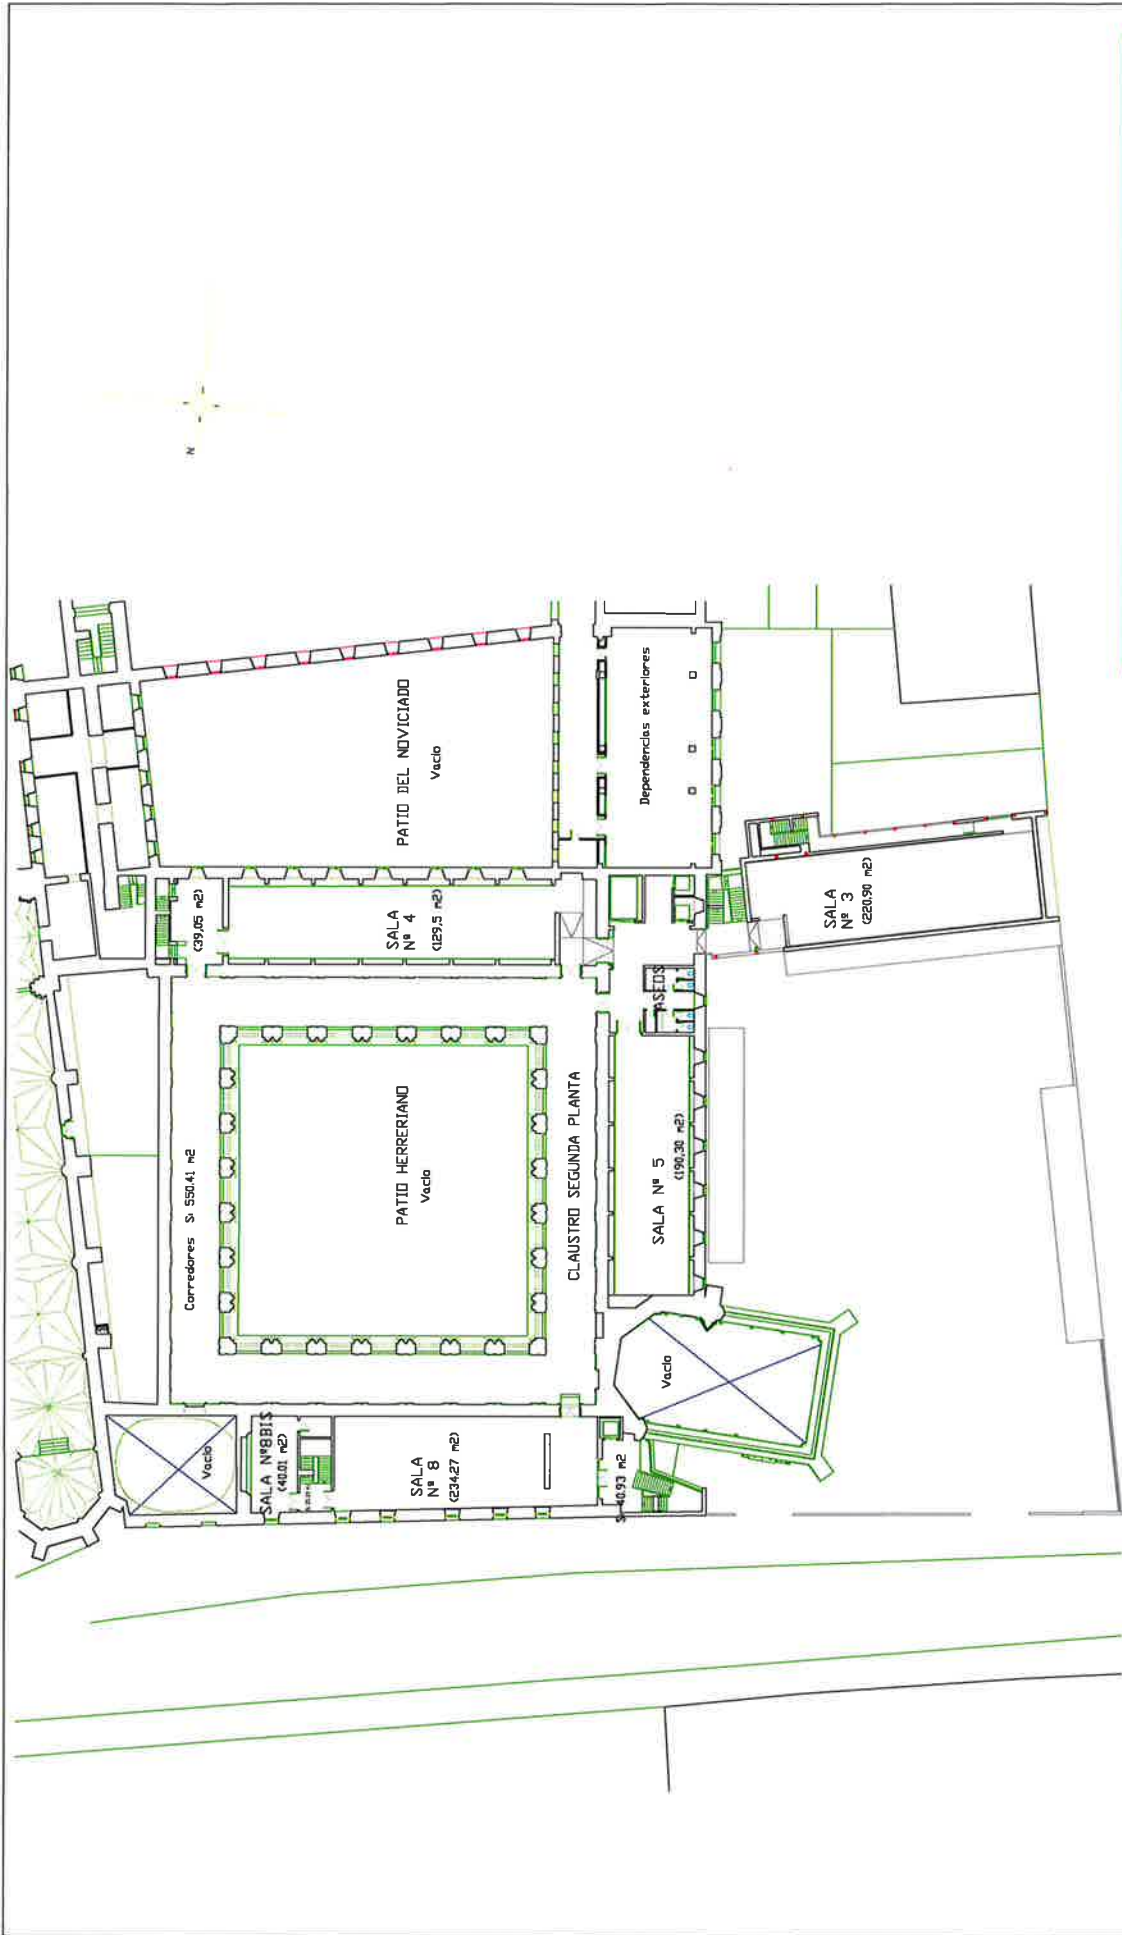 N
PATIO DEL NOVICIADO
Vacio
Dependencias exteriores
(39,05 m2)
SALA
Nº 4
(129,5 m2)
SALA
Nº 3
(220.90 m2)
ASEOS
Corredores S: 550.41 m2
PATIO HERRERIANO
Vacio
CLAUSTRO SEGUNDA PLANTA
SALA Nº 5
(190,30 m2)
Vacio
Vacio
SALA Nº8BIS
(40.01 m2)
SALA
Nº 8
(234.27 m2)
S: 40.93 m2